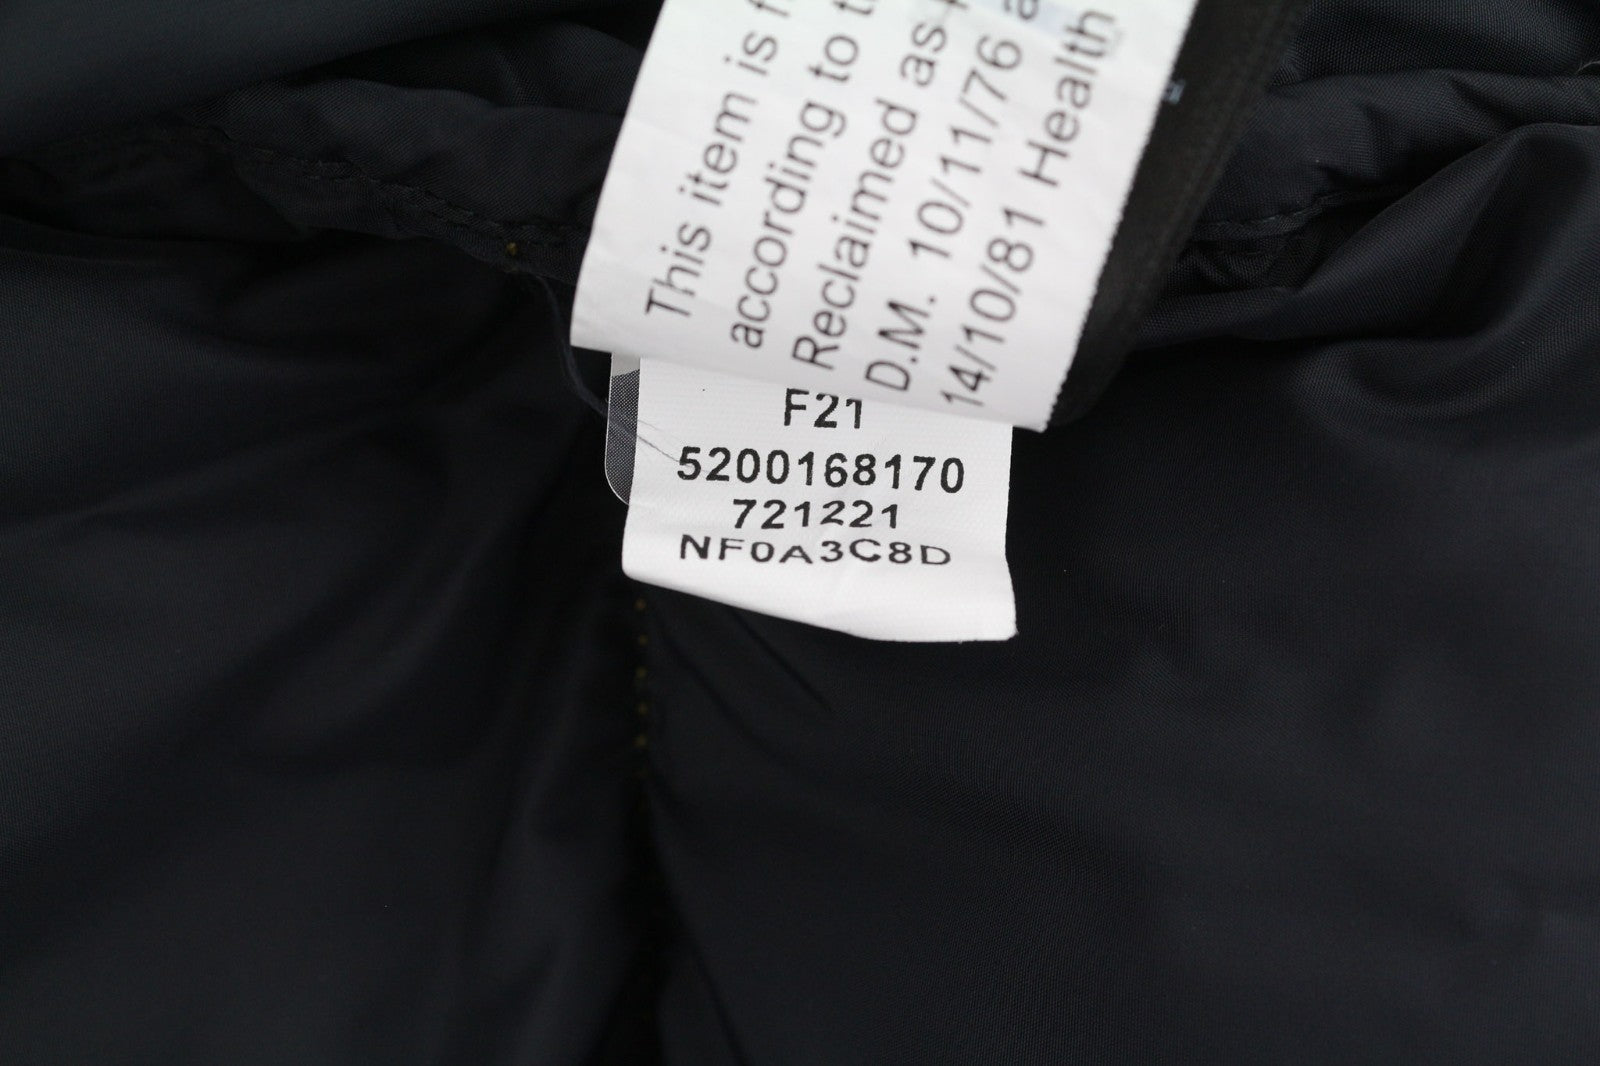 This item is
according to
Reclaimed as
D.M. 10/11/76
14/10/81 Health
F21
5200168170
721221
NF0A3C8D